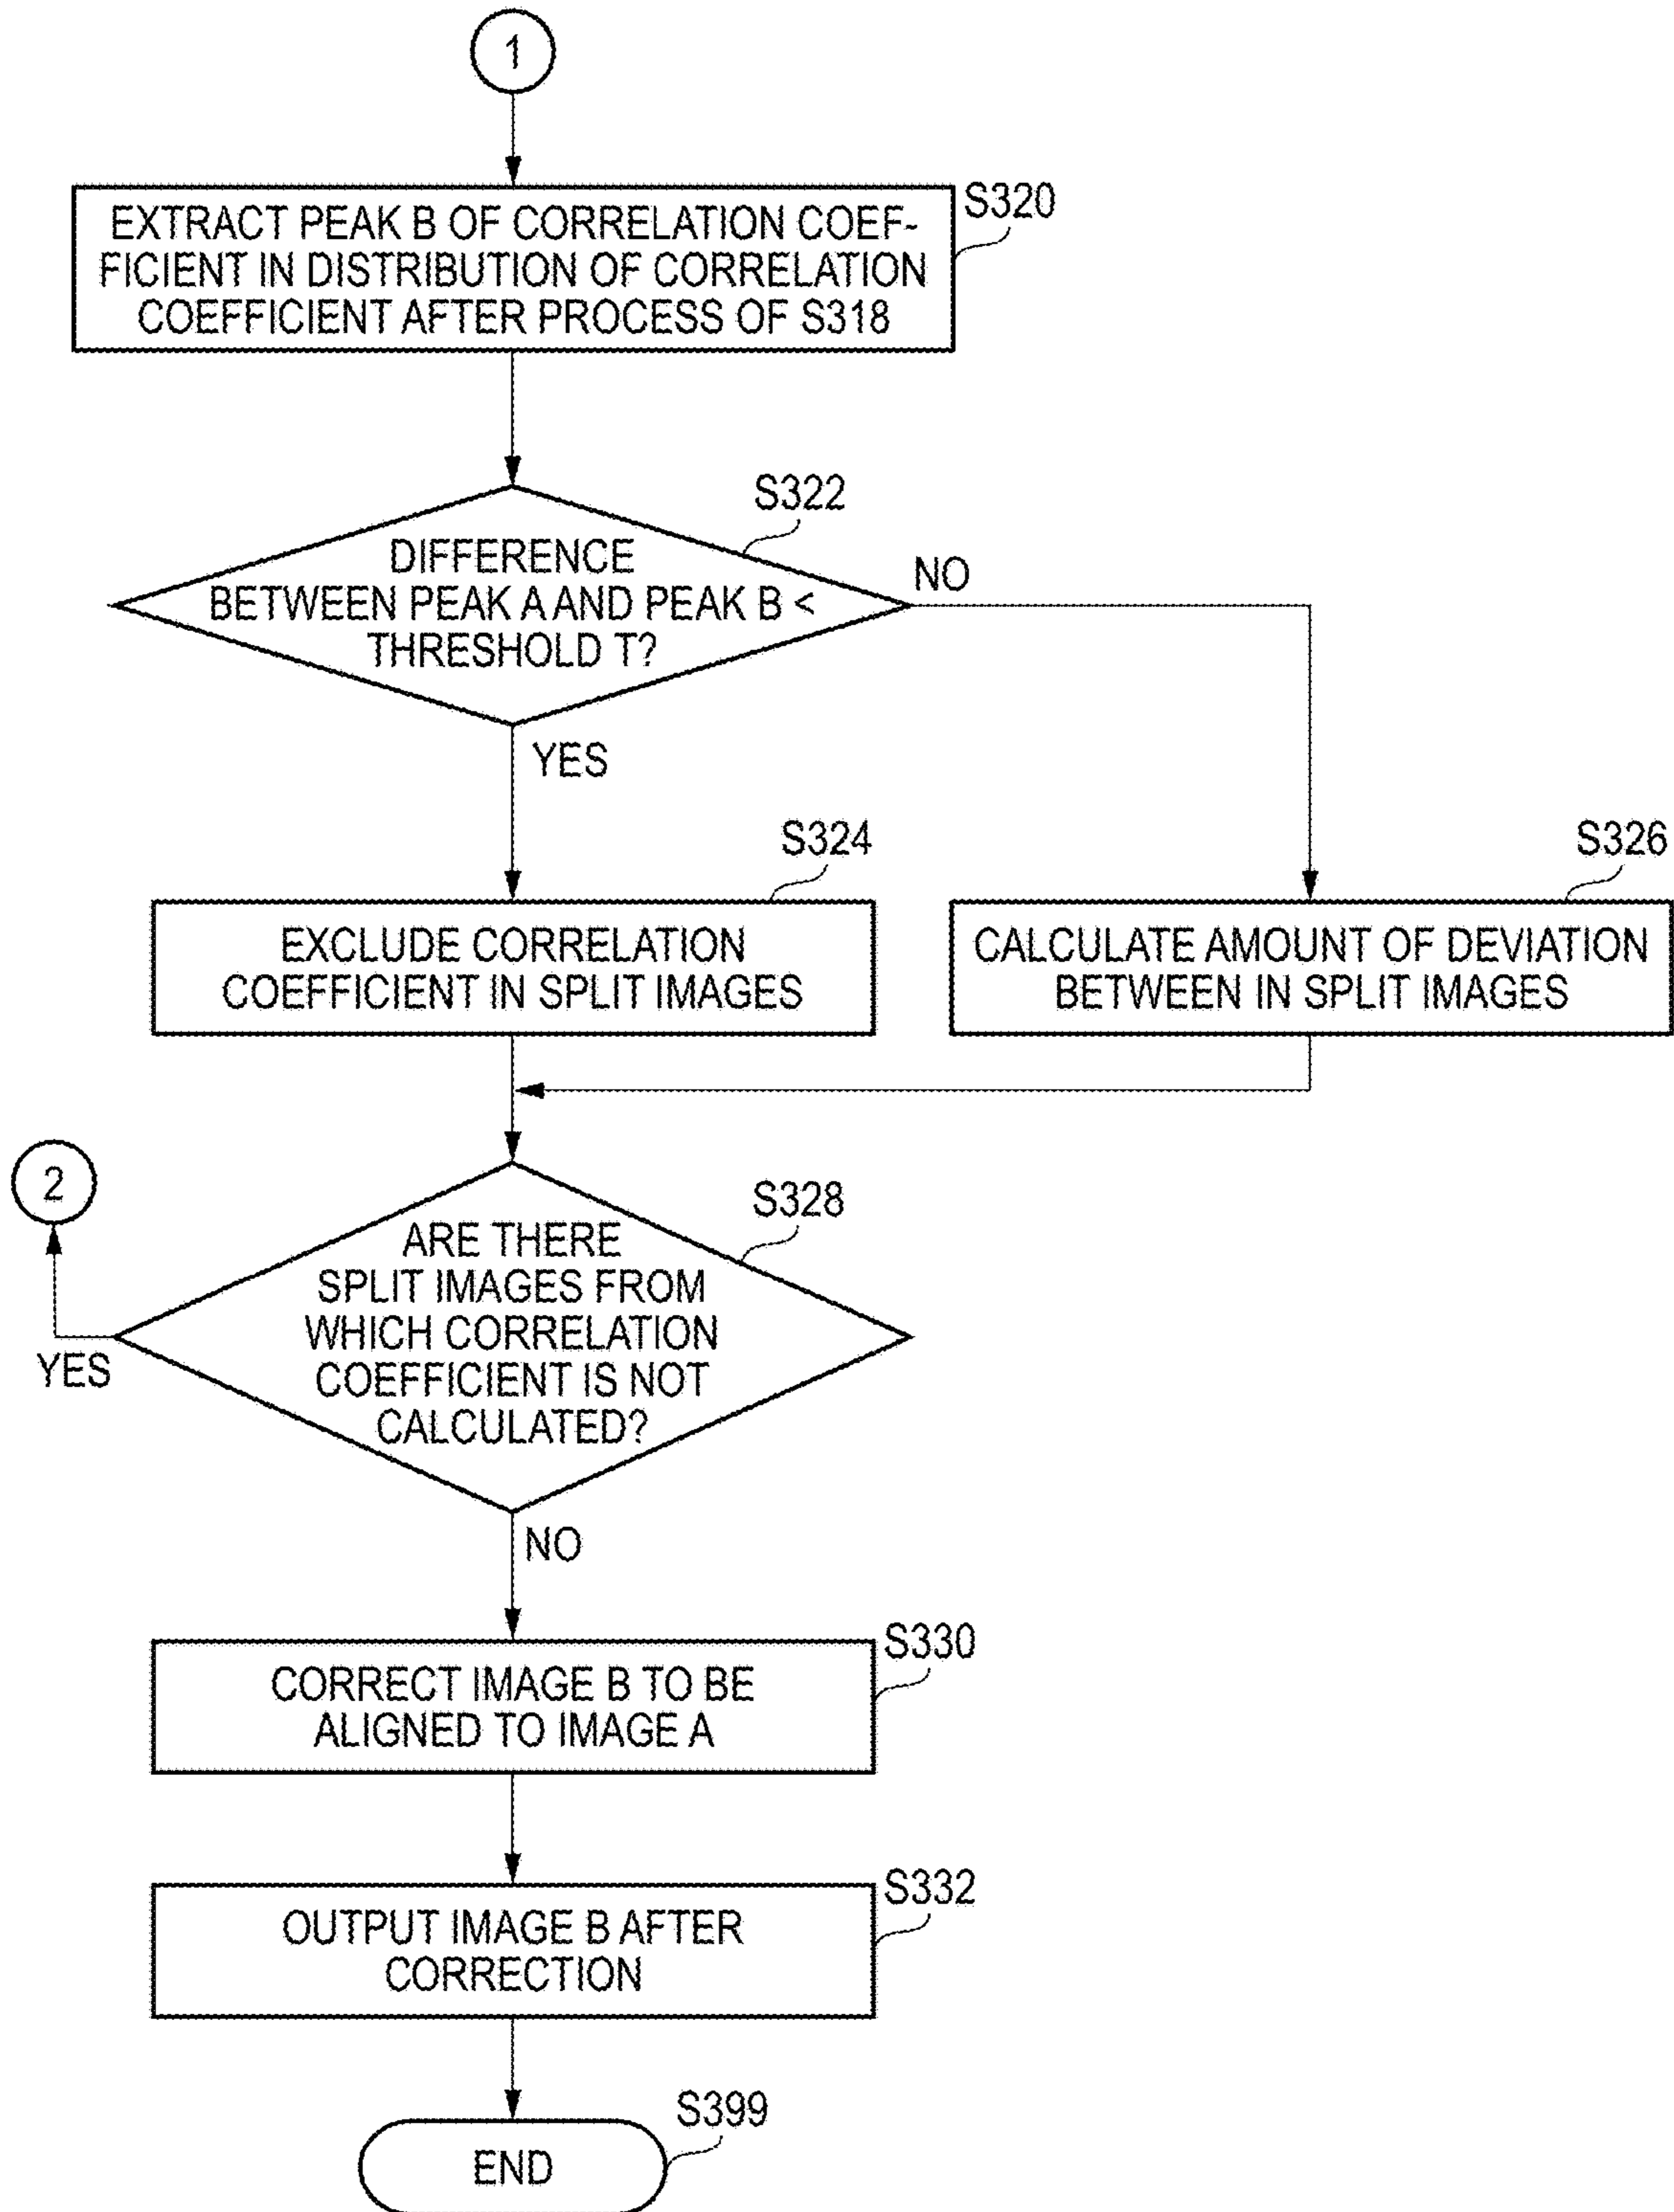 1
S320
EXTRACT PEAK B OF CORRELATION COEF-
FICIENT IN DISTRIBUTION OF CORRELATION
COEFFICIENT AFTER PROCESS OF S318
S322
DIFFERENCE
BETWEEN PEAK A AND PEAK B <
THRESHOLD T?
NO
YES
S324
EXCLUDE CORRELATION
COEFFICIENT IN SPLIT IMAGES
S326
CALCULATE AMOUNT OF DEVIATION
BETWEEN IN SPLIT IMAGES
2
S328
ARE THERE
SPLIT IMAGES FROM
WHICH CORRELATION
COEFFICIENT IS NOT
CALCULATED?
YES
NO
S330
CORRECT IMAGE B TO BE
ALIGNED TO IMAGE A
S332
OUTPUT IMAGE B AFTER
CORRECTION
S399
END